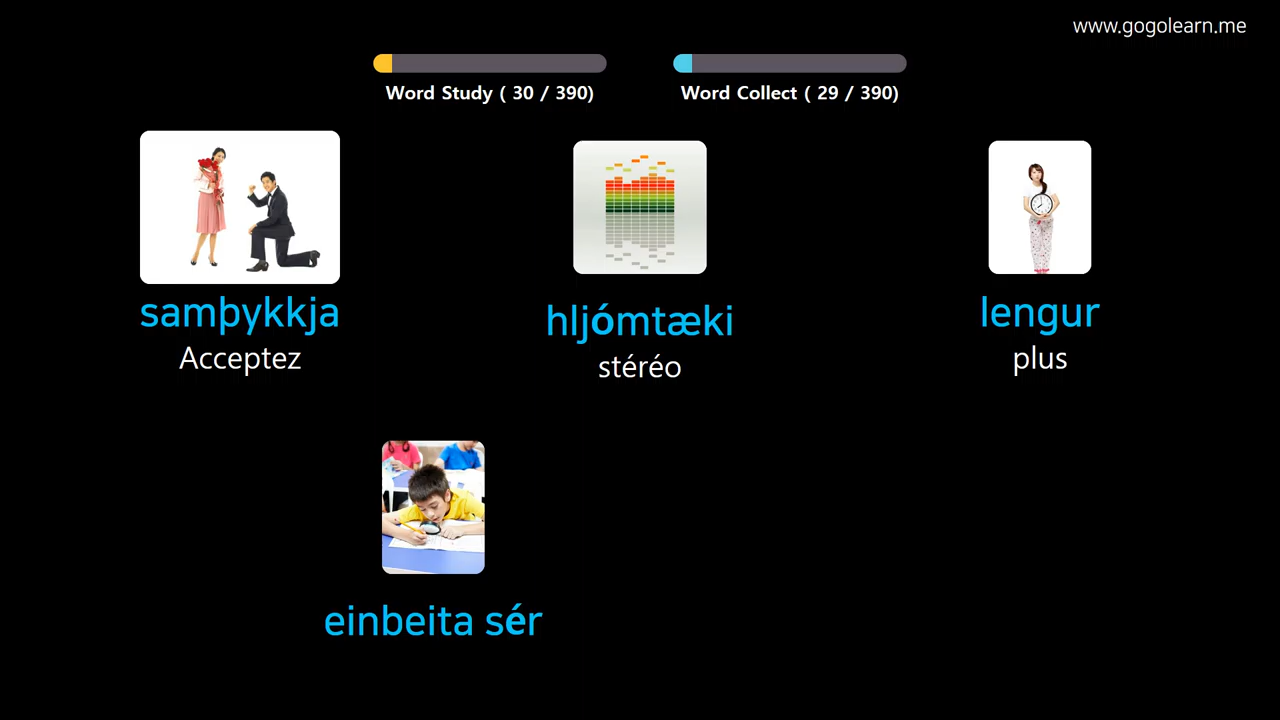 www.gogolearn.me
Word Study ( 30 / 390)
Word Collect ( 29 / 390)
samþykkja
Acceptez
hljómtæki
stéréo
lengur
plus
einbeita sér